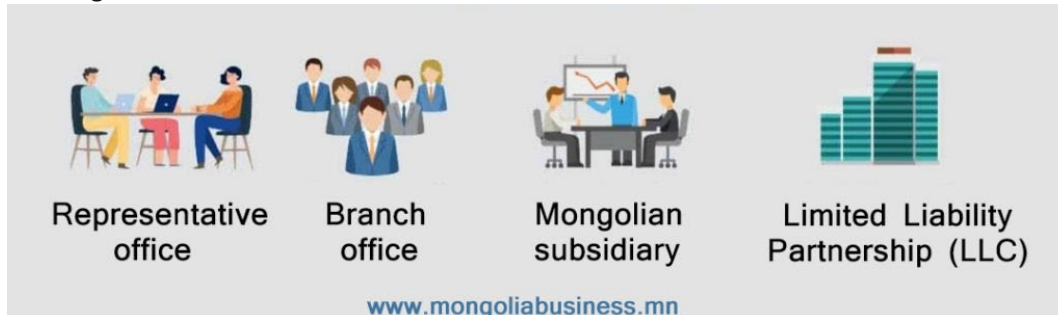 Representative
office
Branch
office
Mongolian
subsidiary
Limited Liability
Partnership (LLC)
www.mongoliabusiness.mn